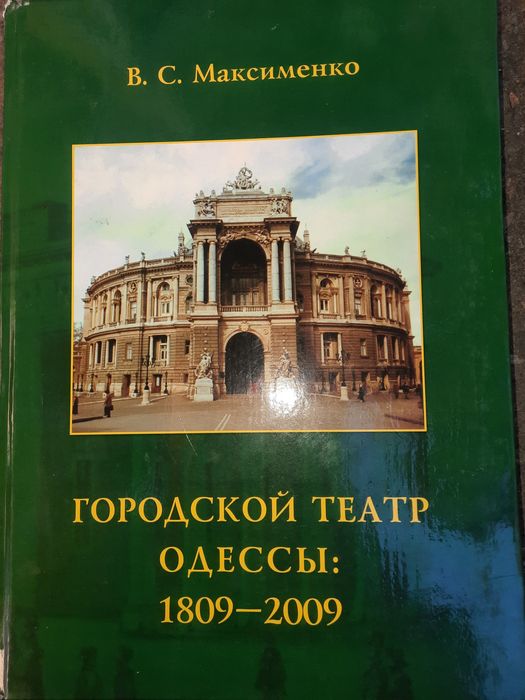 В. С. Максименко
ГОРОДСКОЙ ТЕАТР
ОДЕССЫ:
1809–2009